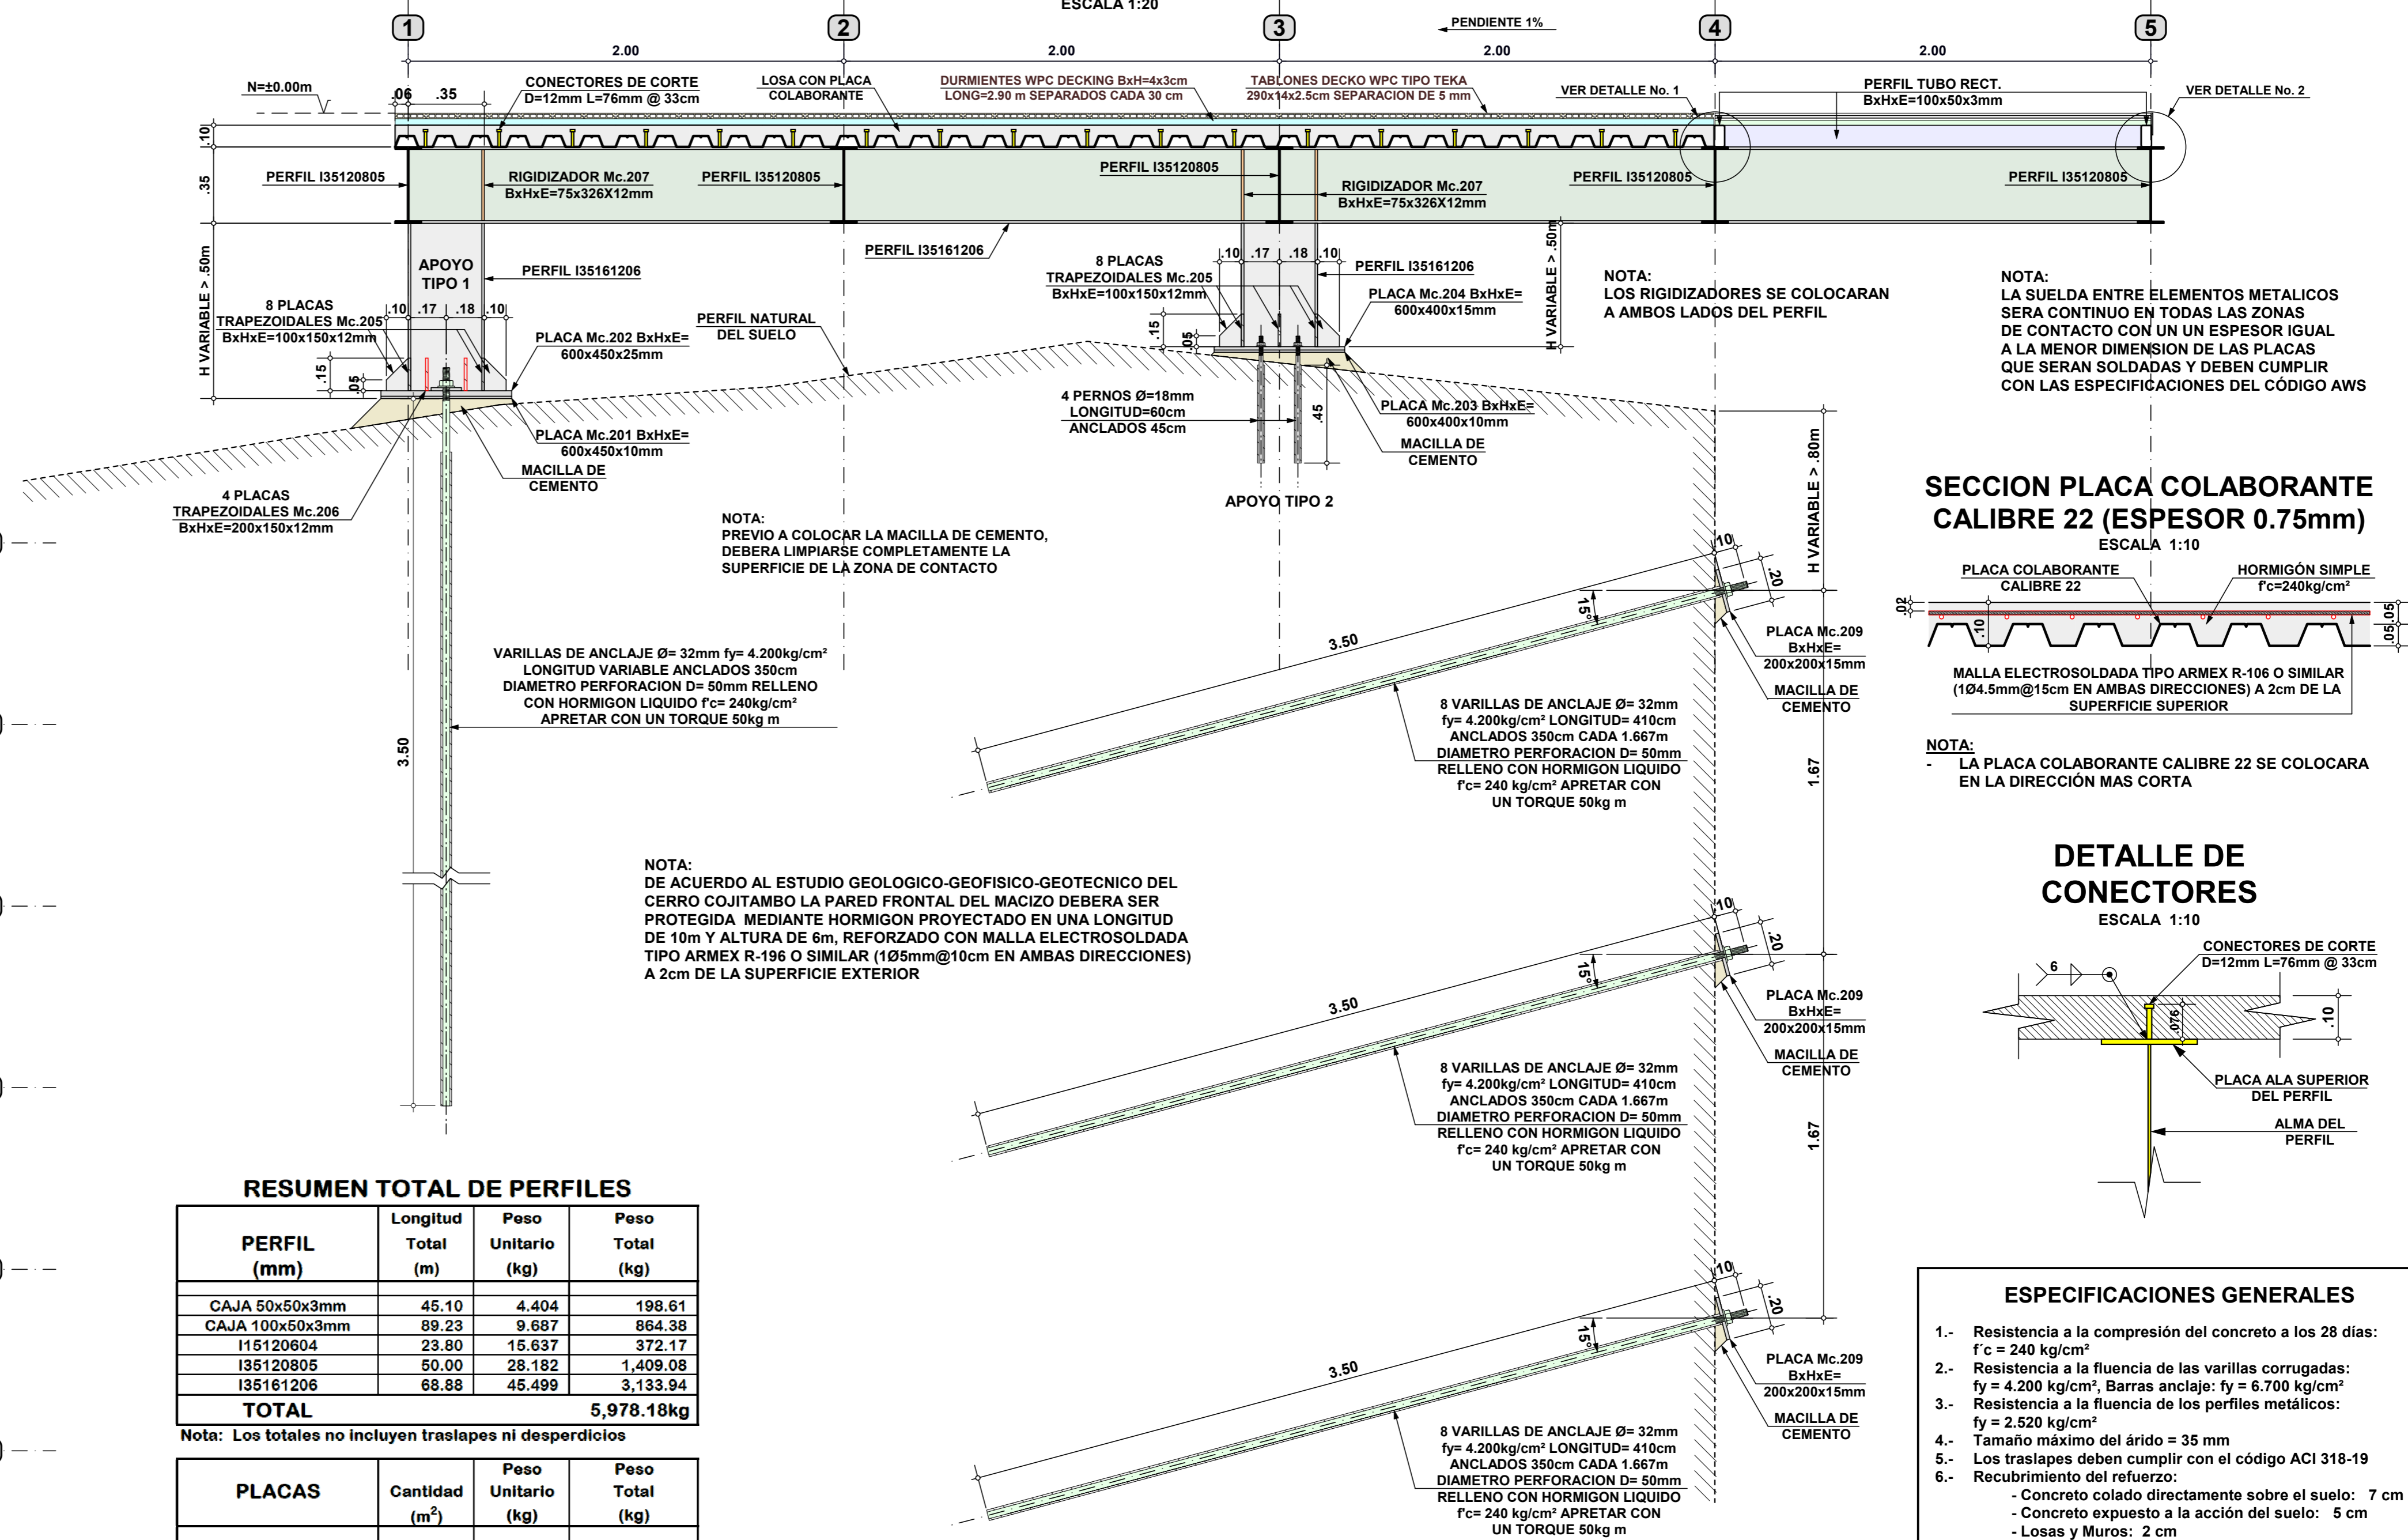 ESCALA 1:20
1
2
3
4
5
PENDIENTE 1%
2.00
2.00
2.00
2.00
N=±0.00m
.06
.35
CONECTORES DE CORTE
D=12mm L=76mm @ 33cm
LOSA CON PLACA
COLABORANTE
DURMIENTES WPC DECKING BxH=4x3cm
LONG=2.90 m SEPARADOS CADA 30 cm
TABLONES DECKO WPC TIPO TEKA
290x14x2.5cm SEPARACION DE 5 mm
VER DETALLE No. 1
PERFIL TUBO RECT.
BxHxE=100x50x3mm
VER DETALLE No. 2
.10
.35
H VARIABLE > .50m
PERFIL I35120805
RIGIDIZADOR Mc.207
BxHxE=75x326X12mm
PERFIL I35120805
PERFIL I35120805
RIGIDIZADOR Mc.207
BxHxE=75x326X12mm
PERFIL I35120805
PERFIL I35120805
APOYO
TIPO 1
PERFIL I35161206
PERFIL I35161206
8 PLACAS
TRAPEZOIDALES Mc.205
BxHxE=100x150x12mm
.10
.17
.18
.10
.15
.05
PLACA Mc.202 BxHxE=
600x450x25mm
PERFIL NATURAL
DEL SUELO
PLACA Mc.201 BxHxE=
600x450x10mm
MACILLA DE
CEMENTO
4 PLACAS
TRAPEZOIDALES Mc.206
BxHxE=200x150x12mm
8 PLACAS
TRAPEZOIDALES Mc.205
BxHxE=100x150x12mm
.10
.17
.18
.10
PERFIL I35161206
PLACA Mc.204 BxHxE=
600x400x15mm
.15
.05
H VARIABLE > .50m
4 PERNOS Ø=18mm
LONGITUD=60cm
ANCLADOS 45cm
.45
PLACA Mc.203 BxHxE=
600x400x10mm
MACILLA DE
CEMENTO
APOYO TIPO 2
NOTA:
LOS RIGIDIZADORES SE COLOCARAN
A AMBOS LADOS DEL PERFIL
NOTA:
LA SUELDA ENTRE ELEMENTOS METALICOS
SERA CONTINUO EN TODAS LAS ZONAS
DE CONTACTO CON UN UN ESPESOR IGUAL
A LA MENOR DIMENSION DE LAS PLACAS
QUE SERAN SOLDADAS Y DEBEN CUMPLIR
CON LAS ESPECIFICACIONES DEL CÓDIGO AWS
NOTA:
PREVIO A COLOCAR LA MACILLA DE CEMENTO,
DEBERA LIMPIARSE COMPLETAMENTE LA
SUPERFICIE DE LA ZONA DE CONTACTO
VARILLAS DE ANCLAJE Ø= 32mm fy= 4.200kg/cm²
LONGITUD VARIABLE ANCLADOS 350cm
DIAMETRO PERFORACION D= 50mm RELLENO
CON HORMIGON LIQUIDO f'c= 240kg/cm²
APRETAR CON UN TORQUE 50kg m
3.50
NOTA:
DE ACUERDO AL ESTUDIO GEOLOGICO-GEOFISICO-GEOTECNICO DEL
CERRO COJITAMBO LA PARED FRONTAL DEL MACIZO DEBERA SER
PROTEGIDA MEDIANTE HORMIGON PROYECTADO EN UNA LONGITUD
DE 10m Y ALTURA DE 6m, REFORZADO CON MALLA ELECTROSOLDADA
TIPO ARMEX R-196 O SIMILAR (1Ø5mm@10cm EN AMBAS DIRECCIONES)
A 2cm DE LA SUPERFICIE EXTERIOR
H VARIABLE > .80m
10
.20
15°
3.50
PLACA Mc.209
BxHxE=
200x200x15mm
MACILLA DE
CEMENTO
8 VARILLAS DE ANCLAJE Ø= 32mm
fy= 4.200kg/cm² LONGITUD= 410cm
ANCLADOS 350cm CADA 1.667m
DIAMETRO PERFORACION D= 50mm
RELLENO CON HORMIGON LIQUIDO
f'c= 240 kg/cm² APRETAR CON
UN TORQUE 50kg m
1.67
10
.20
15°
3.50
PLACA Mc.209
BxHxE=
200x200x15mm
MACILLA DE
CEMENTO
8 VARILLAS DE ANCLAJE Ø= 32mm
fy= 4.200kg/cm² LONGITUD= 410cm
ANCLADOS 350cm CADA 1.667m
DIAMETRO PERFORACION D= 50mm
RELLENO CON HORMIGON LIQUIDO
f'c= 240 kg/cm² APRETAR CON
UN TORQUE 50kg m
1.67
10
.20
15°
3.50
PLACA Mc.209
BxHxE=
200x200x15mm
MACILLA DE
CEMENTO
8 VARILLAS DE ANCLAJE Ø= 32mm
fy= 4.200kg/cm² LONGITUD= 410cm
ANCLADOS 350cm CADA 1.667m
DIAMETRO PERFORACION D= 50mm
RELLENO CON HORMIGON LIQUIDO
f'c= 240 kg/cm² APRETAR CON
UN TORQUE 50kg m
SECCION PLACA COLABORANTE
CALIBRE 22 (ESPESOR 0.75mm)
ESCALA 1:10
PLACA COLABORANTE
CALIBRE 22
HORMIGÓN SIMPLE
f'c=240kg/cm²
.02
.10
.05
.05
MALLA ELECTROSOLDADA TIPO ARMEX R-106 O SIMILAR
(1Ø4.5mm@15cm EN AMBAS DIRECCIONES) A 2cm DE LA
SUPERFICIE SUPERIOR
NOTA:
- LA PLACA COLABORANTE CALIBRE 22 SE COLOCARA
EN LA DIRECCIÓN MAS CORTA
DETALLE DE
CONECTORES
ESCALA 1:10
CONECTORES DE CORTE
D=12mm L=76mm @ 33cm
6
.076
.10
PLACA ALA SUPERIOR
DEL PERFIL
ALMA DEL
PERFIL
RESUMEN TOTAL DE PERFILES
PERFIL (mm) Longitud Total (m) Peso Unitario (kg) Peso Total (kg)
CAJA 50x50x3mm 45.10 4.404 198.61
CAJA 100x50x3mm 89.23 9.687 864.38
I15120604 23.80 15.637 372.17
I35120805 50.00 28.182 1,409.08
I35161206 68.88 45.499 3,133.94
TOTAL 5,978.18kg
Nota: Los totales no incluyen traslapes ni desperdicios
PLACAS Cantidad (m²) Peso Unitario (kg) Peso Total (kg)
ESPECIFICACIONES GENERALES
1.- Resistencia a la compresión del concreto a los 28 días:
f´c = 240 kg/cm²
2.- Resistencia a la fluencia de las varillas corrugadas:
fy = 4.200 kg/cm², Barras anclaje: fy = 6.700 kg/cm²
3.- Resistencia a la fluencia de los perfiles metálicos:
fy = 2.520 kg/cm²
4.- Tamaño máximo del árido = 35 mm
5.- Los traslapes deben cumplir con el código ACI 318-19
6.- Recubrimiento del refuerzo:
- Concreto colado directamente sobre el suelo: 7 cm
- Concreto expuesto a la acción del suelo: 5 cm
- Losas y Muros: 2 cm